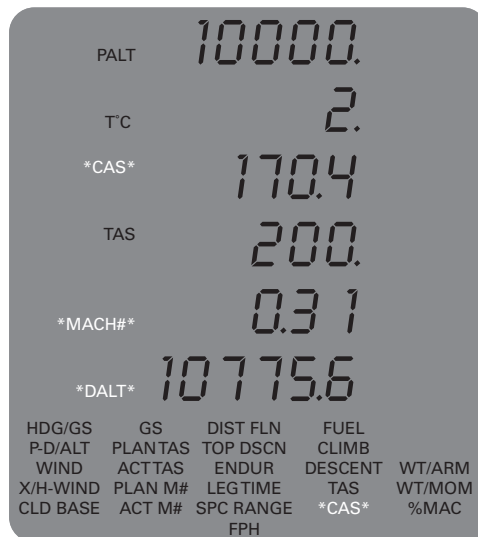 PALT 10000.
T°C 2.
*CAS* 170.4
TAS 200.
*MACH#* 0.31
*DALT* 10775.6
HDG/GS GS DIST FLN FUEL
P-D/ALT PLAN TAS TOP DSCN CLIMB
WIND ACT TAS ENDUR DESCENT WT/ARM
X/H-WIND PLAN M# LEG TIME TAS WT/MOM
CLD BASE ACT M# SPC RANGE *CAS* %MAC
FPH